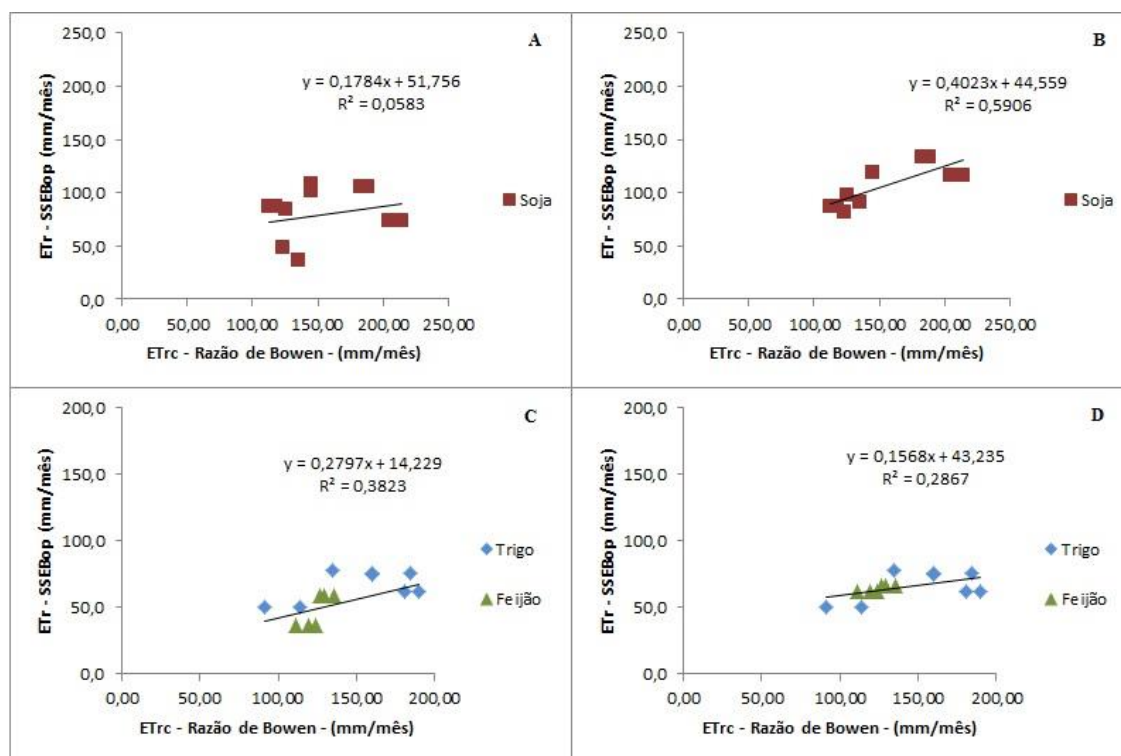 A
250,0
200,0
150,0
100,0
50,0
0,0
ETr - SSEBop (mm/mês)
y = 0,1784x + 51,756
R² = 0,0583
Soja
0,00 50,00 100,00 150,00 200,00 250,00
ETrc - Razão de Bowen - (mm/mês)
B
250,0
200,0
150,0
100,0
50,0
0,0
ETr - SSEBop (mm/mês)
y = 0,4023x + 44,559
R² = 0,5906
Soja
0,00 50,00 100,00 150,00 200,00 250,00
ETrc - Razão de Bowen - (mm/mês)
C
200,0
150,0
100,0
50,0
0,0
ETr - SSEBop (mm/mês)
y = 0,2797x + 14,229
R² = 0,3823
Trigo
Feijão
0,00 50,00 100,00 150,00 200,00
ETrc - Razão de Bowen - (mm/mês)
D
200,0
150,0
100,0
50,0
0,0
ETr - SSEBop (mm/mês)
y = 0,1568x + 43,235
R² = 0,2867
Trigo
Feijão
0,00 50,00 100,00 150,00 200,00
ETrc - Razão de Bowen - (mm/mês)